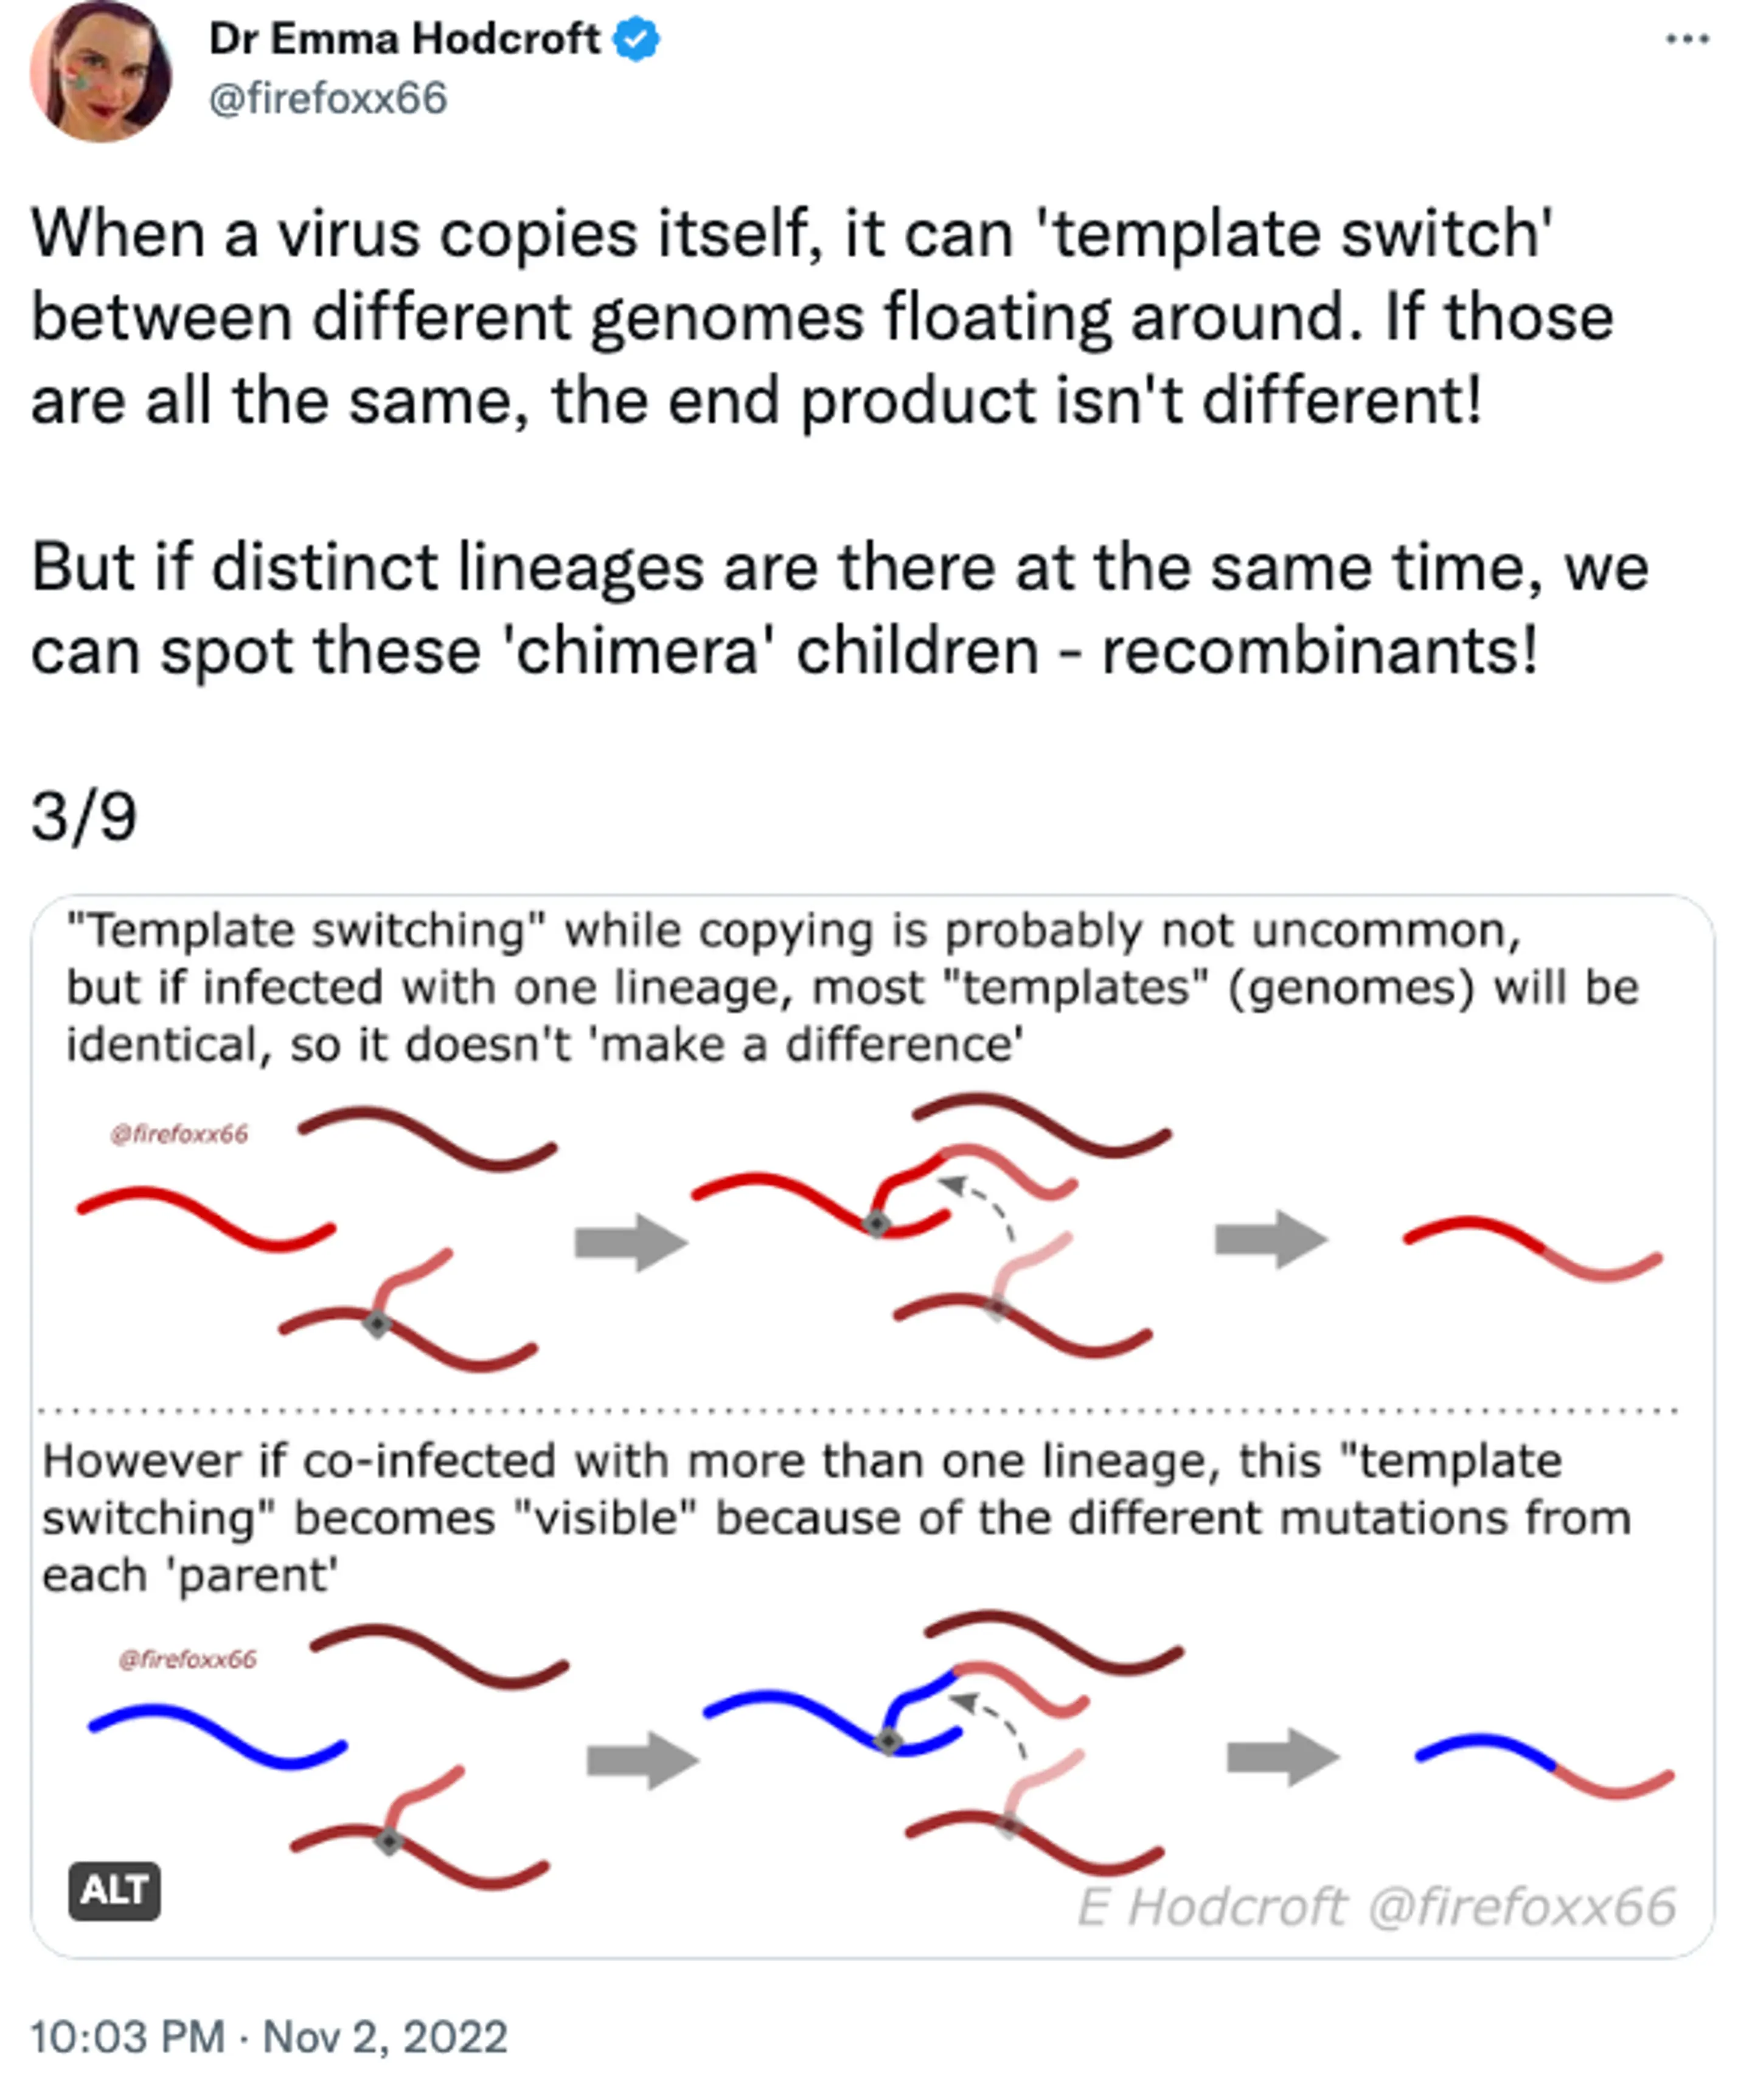 Dr Emma Hodcroft
@firefoxx66
When a virus copies itself, it can 'template switch'
between different genomes floating around. If those
are all the same, the end product isn't different!
But if distinct lineages are there at the same time, we
can spot these 'chimera' children - recombinants!
3/9
"Template switching" while copying is probably not uncommon,
but if infected with one lineage, most "templates" (genomes) will be
identical, so it doesn't 'make a difference'
@firefoxx66
However if co-infected with more than one lineage, this "template
switching" becomes "visible" because of the different mutations from
each 'parent'
@firefoxx66
ALT
E Hodcroft @firefoxx66
10:03 PM · Nov 2, 2022